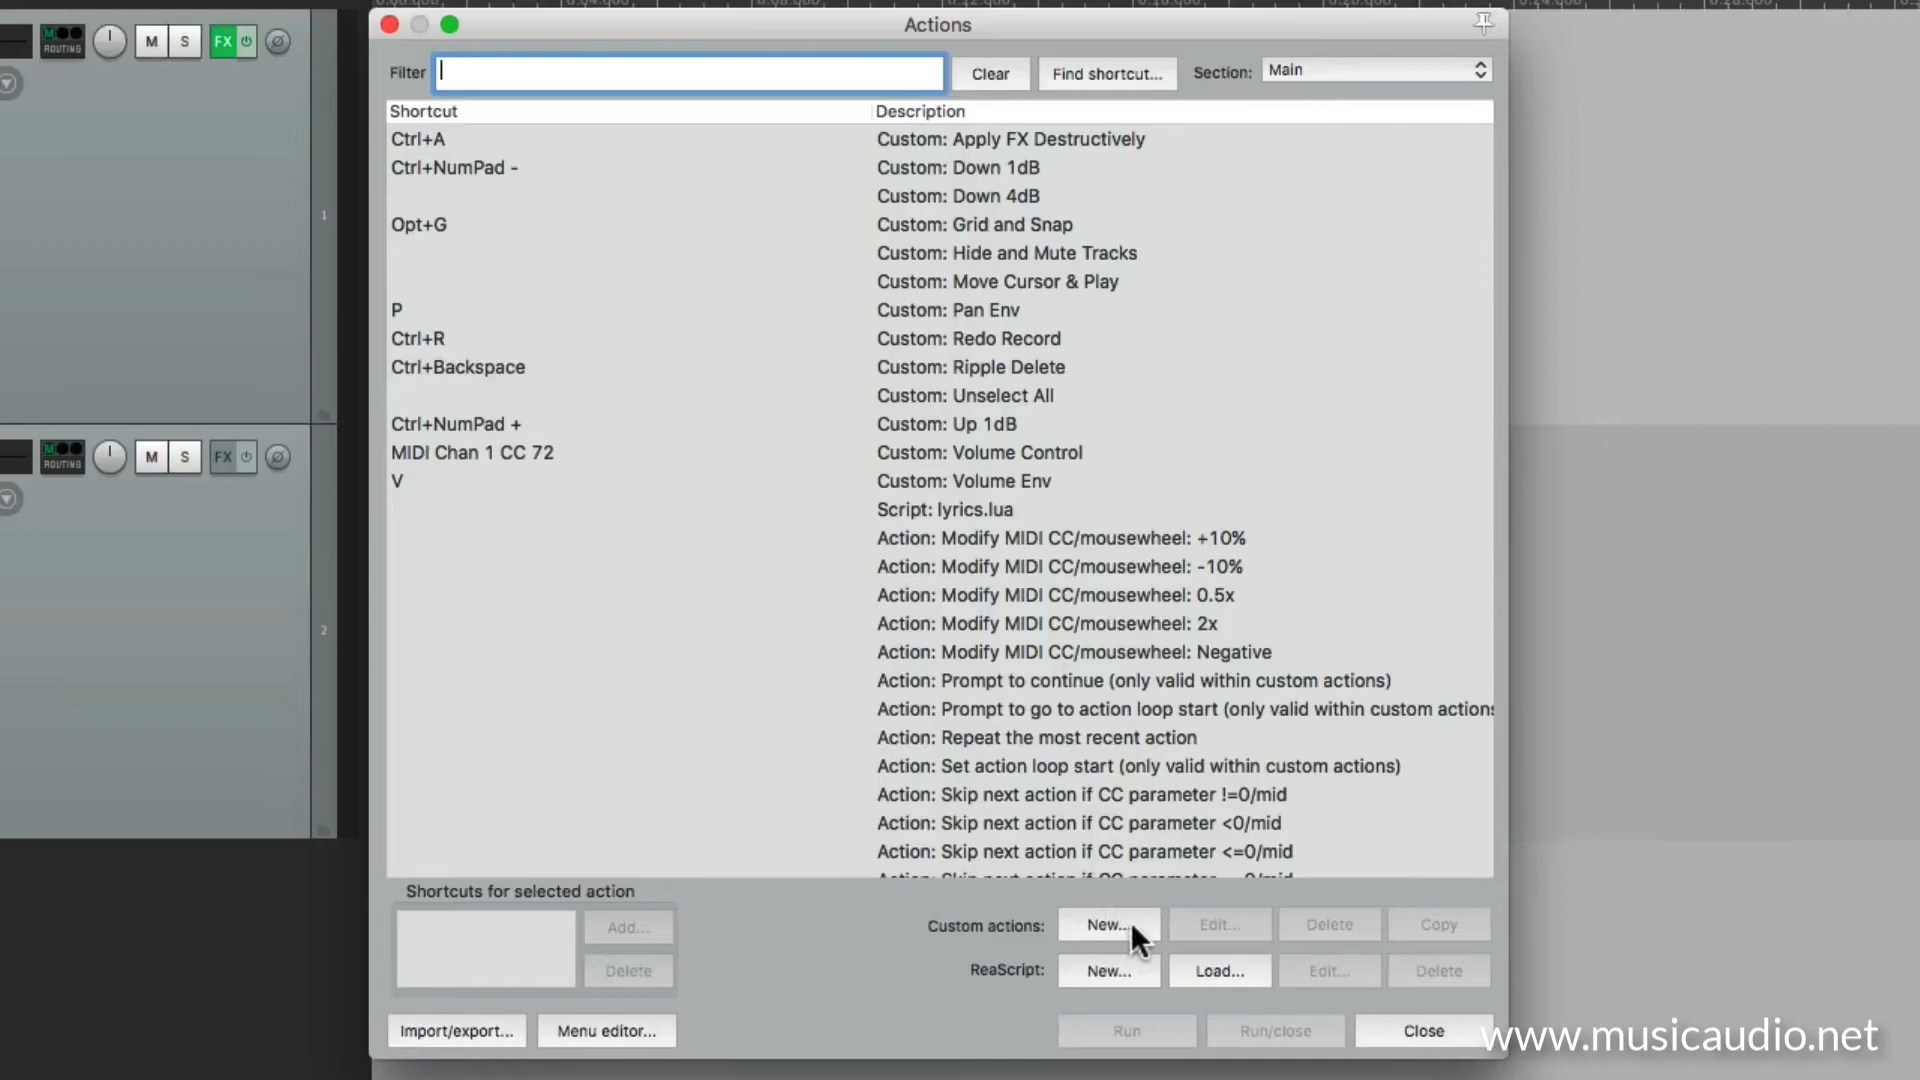 Actions
Filter
Clear
Find shortcut...
Section:
Main
Shortcut
Description
Ctrl+A
Custom: Apply FX Destructively
Ctrl+NumPad -
Custom: Down 1dB
Custom: Down 4dB
Opt+G
Custom: Grid and Snap
Custom: Hide and Mute Tracks
Custom: Move Cursor & Play
P
Custom: Pan Env
Ctrl+R
Custom: Redo Record
Ctrl+Backspace
Custom: Ripple Delete
Custom: Unselect All
Ctrl+NumPad +
Custom: Up 1dB
MIDI Chan 1 CC 72
Custom: Volume Control
V
Custom: Volume Env
Script: lyrics.lua
Action: Modify MIDI CC/mousewheel: +10%
Action: Modify MIDI CC/mousewheel: -10%
Action: Modify MIDI CC/mousewheel: 0.5x
Action: Modify MIDI CC/mousewheel: 2x
Action: Modify MIDI CC/mousewheel: Negative
Action: Prompt to continue (only valid within custom actions)
Action: Prompt to go to action loop start (only valid within custom actions
Action: Repeat the most recent action
Action: Set action loop start (only valid within custom actions)
Action: Skip next action if CC parameter !=0/mid
Action: Skip next action if CC parameter <0/mid
Action: Skip next action if CC parameter <=0/mid
Shortcuts for selected action
Add...
Delete
Custom actions:
New...
Edit...
Delete
Copy
ReaScript:
New...
Load...
Edit...
Delete
Import/export...
Menu editor...
Run
Run/close
Close
www.musicaudio.net
M
ROUTING
M
S
FX
1
M
ROUTING
M
S
FX
2